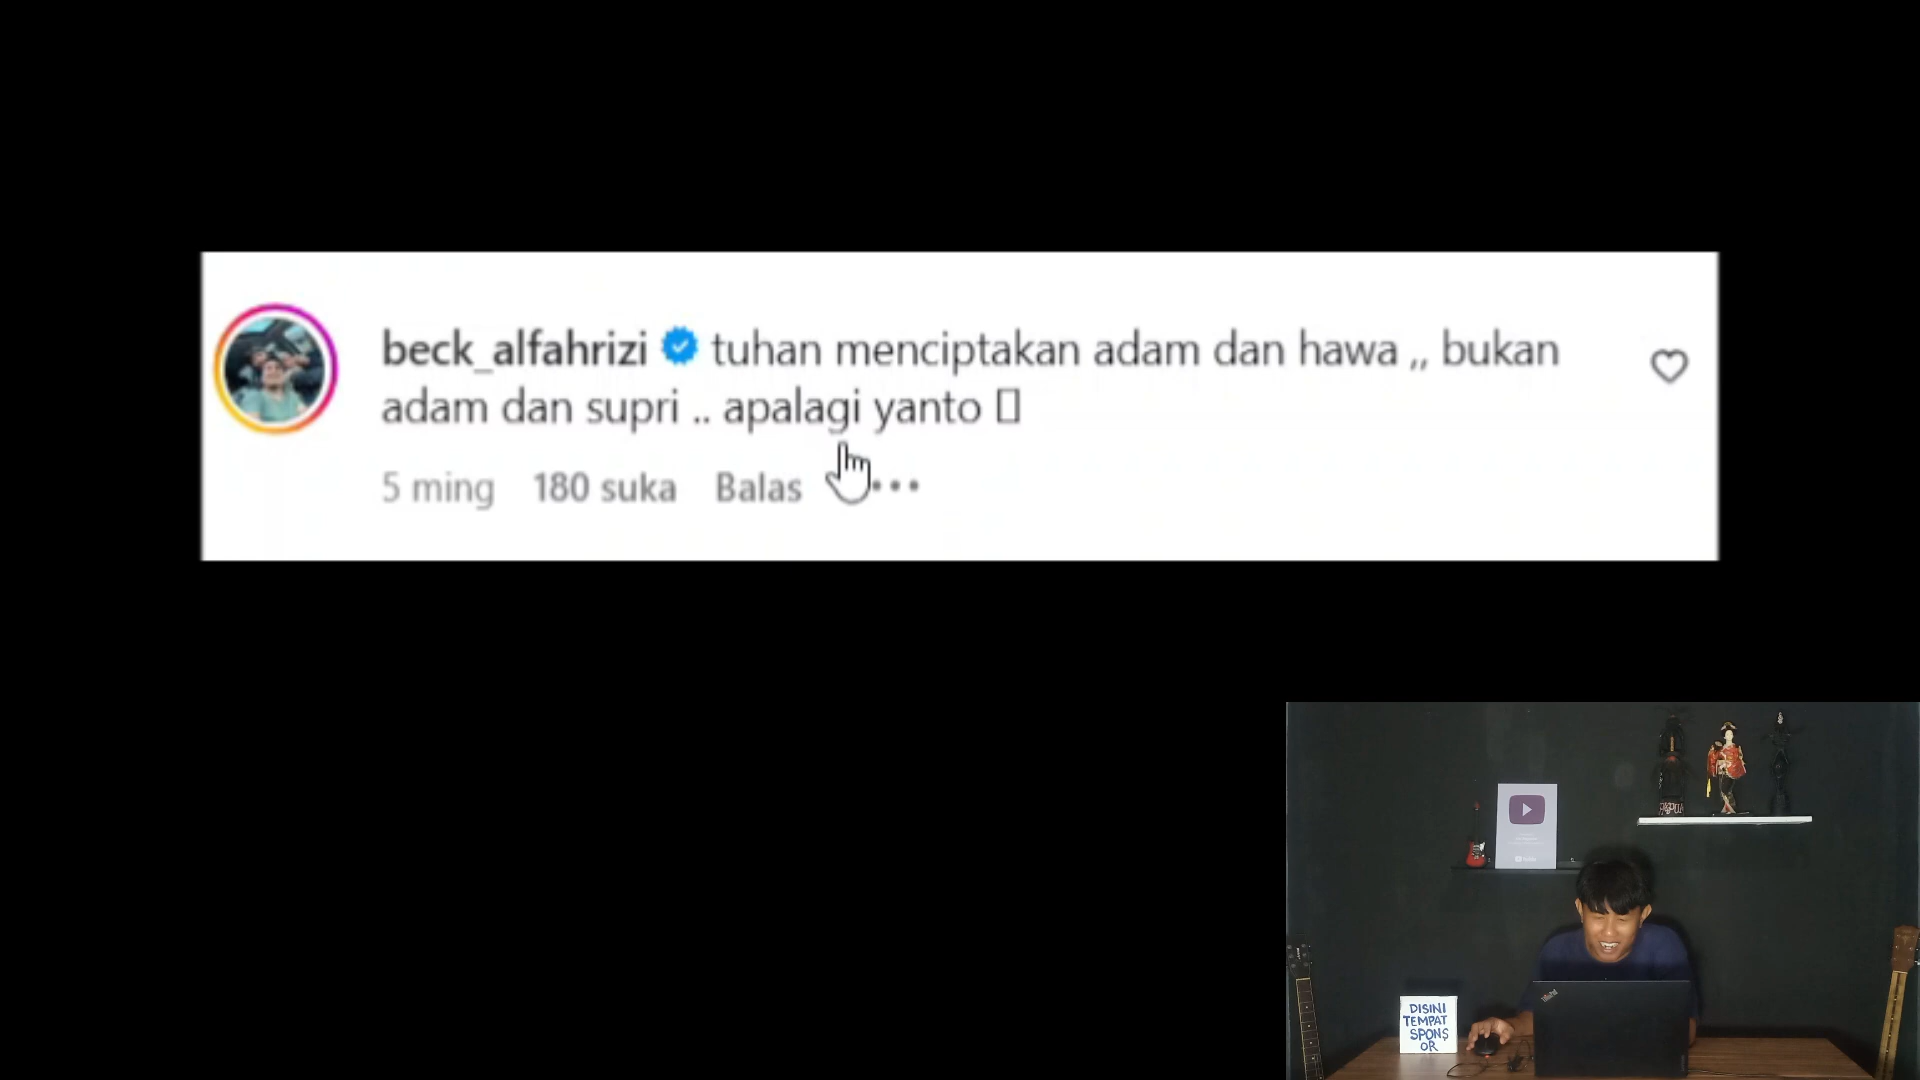 beck_alfahrizi tuhan menciptakan adam dan hawa ,, bukan
adam dan supri .. apalagi yanto
5 ming 180 suka Balas
DISINI
TEMPAT
SPONS
OR
ThinkPad